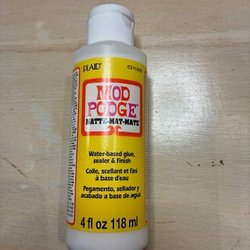 PLAID
MOD
PODGE
MATTE-MAT-MATE
Water-based glue,
sealer & finish
Colle, scellant et fini
à base d'eau
Pegamento, sellador y
acabado a base de agua
4 fl oz 118 ml